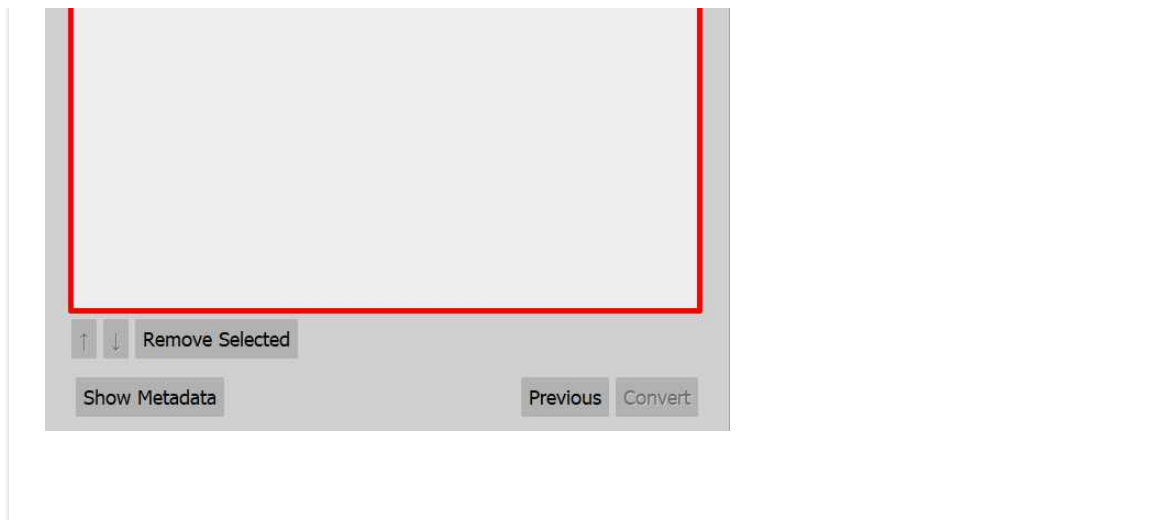 ↑ ↓ Remove Selected
Show Metadata Previous Convert